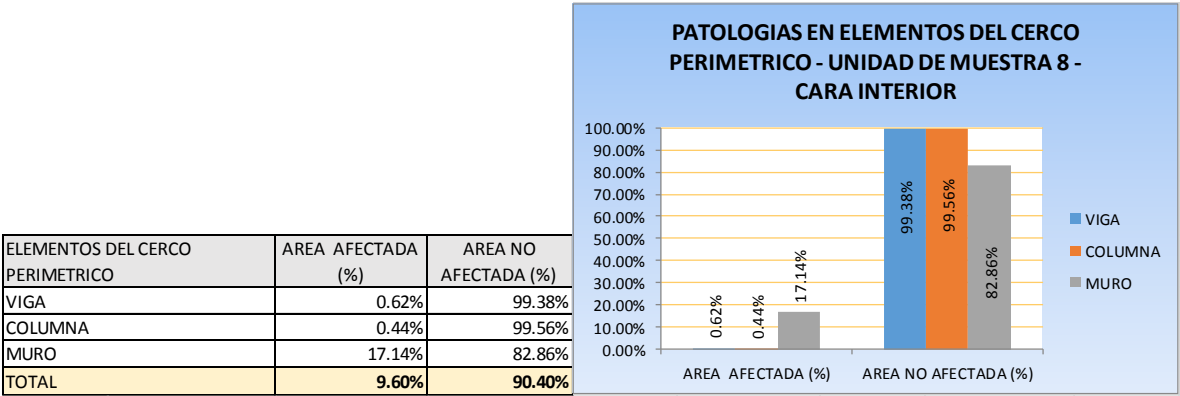 ELEMENTOS DEL CERCO PERIMETRICO AREA AFECTADA (%) AREA NO AFECTADA (%)
VIGA 0.62% 99.38%
COLUMNA 0.44% 99.56%
MURO 17.14% 82.86%
TOTAL 9.60% 90.40%
PATOLOGIAS EN ELEMENTOS DEL CERCO
PERIMETRICO - UNIDAD DE MUESTRA 8 -
CARA INTERIOR
100.00%
90.00%
80.00%
70.00%
60.00%
50.00%
40.00%
30.00%
20.00%
10.00%
0.00%
0.62%
0.44%
17.14%
99.38%
99.56%
82.86%
AREA AFECTADA (%) AREA NO AFECTADA (%)
VIGA
COLUMNA
MURO